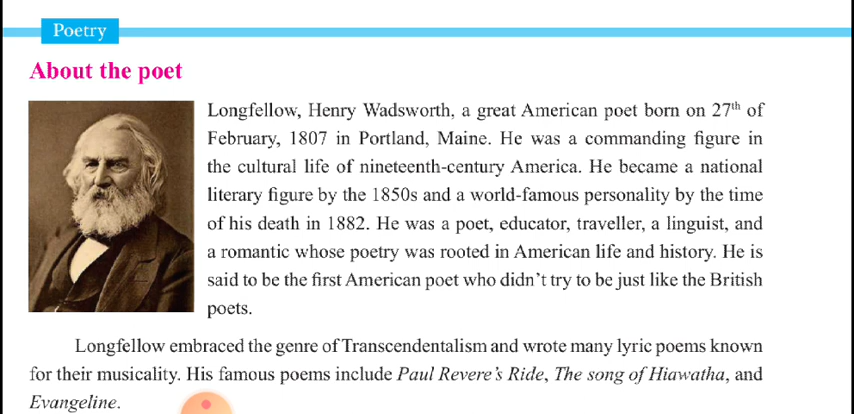 Poetry
About the poet
Longfellow, Henry Wadsworth, a great American poet born on 27th of
February, 1807 in Portland, Maine. He was a commanding figure in
the cultural life of nineteenth-century America. He became a national
literary figure by the 1850s and a world-famous personality by the time
of his death in 1882. He was a poet, educator, traveller, a linguist, and
a romantic whose poetry was rooted in American life and history. He is
said to be the first American poet who didn't try to be just like the British
poets.
Longfellow embraced the genre of Transcendentalism and wrote many lyric poems known
for their musicality. His famous poems include Paul Revere's Ride, The song of Hiawatha, and
Evangeline.